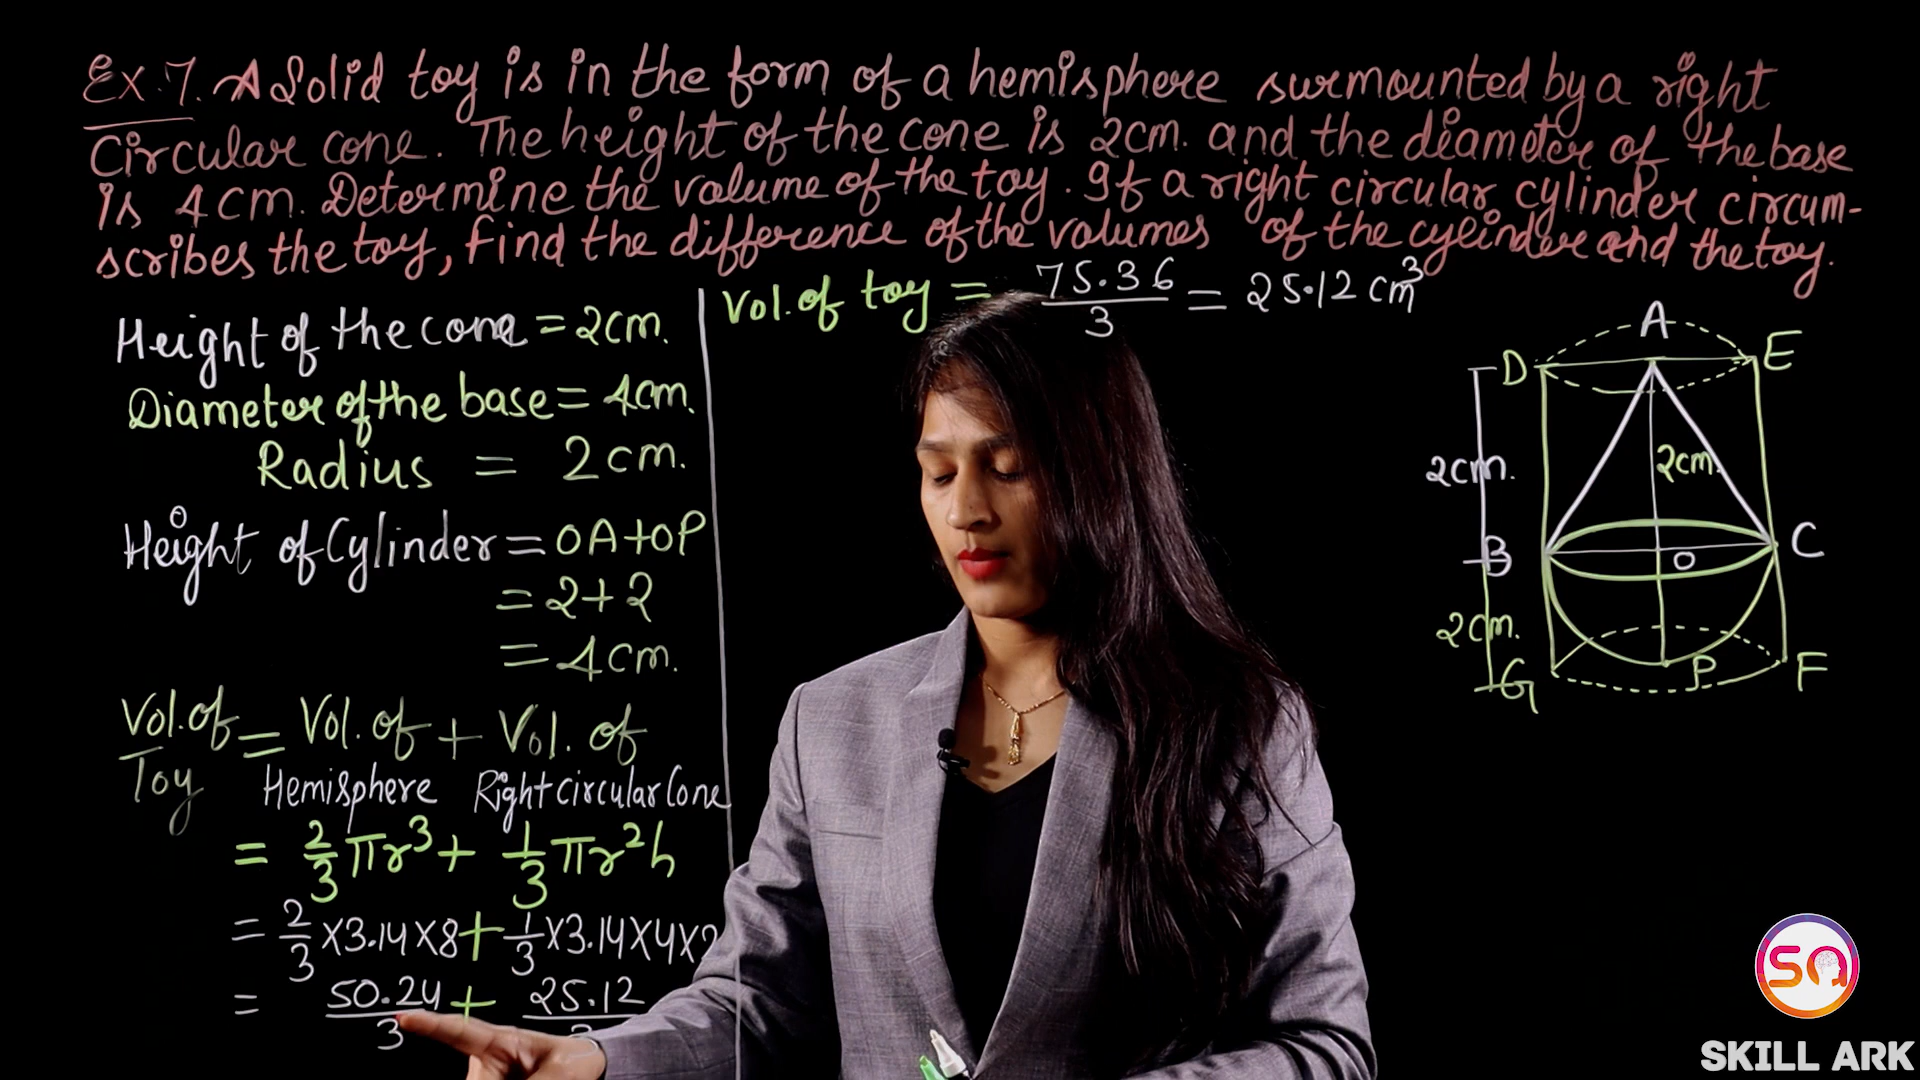 Ex.7. A Solid toy is in the form of a hemisphere surmounted by a right
Circular cone. The height of the cone is 2cm. and the diameter of the base
is 4cm. Determine the volume of the toy. If a right circular cylinder circum-
scribes the toy, find the difference of the volumes of the cylinder and the toy.
Height of the cone = 2cm.
Diameter of the base = 4cm.
Radius = 2cm.
Height of Cylinder = OA+OP
= 2+2
= 4cm.
Vol. of Toy = Vol. of Hemisphere + Vol. of Right circular Cone
= 2/3 πr³ + 1/3 πr²h
= 2/3 ×3.14×8 + 1/3 ×3.14×4×2
= 50.24/3 + 25.12
Vol. of toy = 75.36/3 = 25.12 cm³
A
D E
2cm. 2cm.
B O C
2cm.
G P F
SA
SKILL ARK